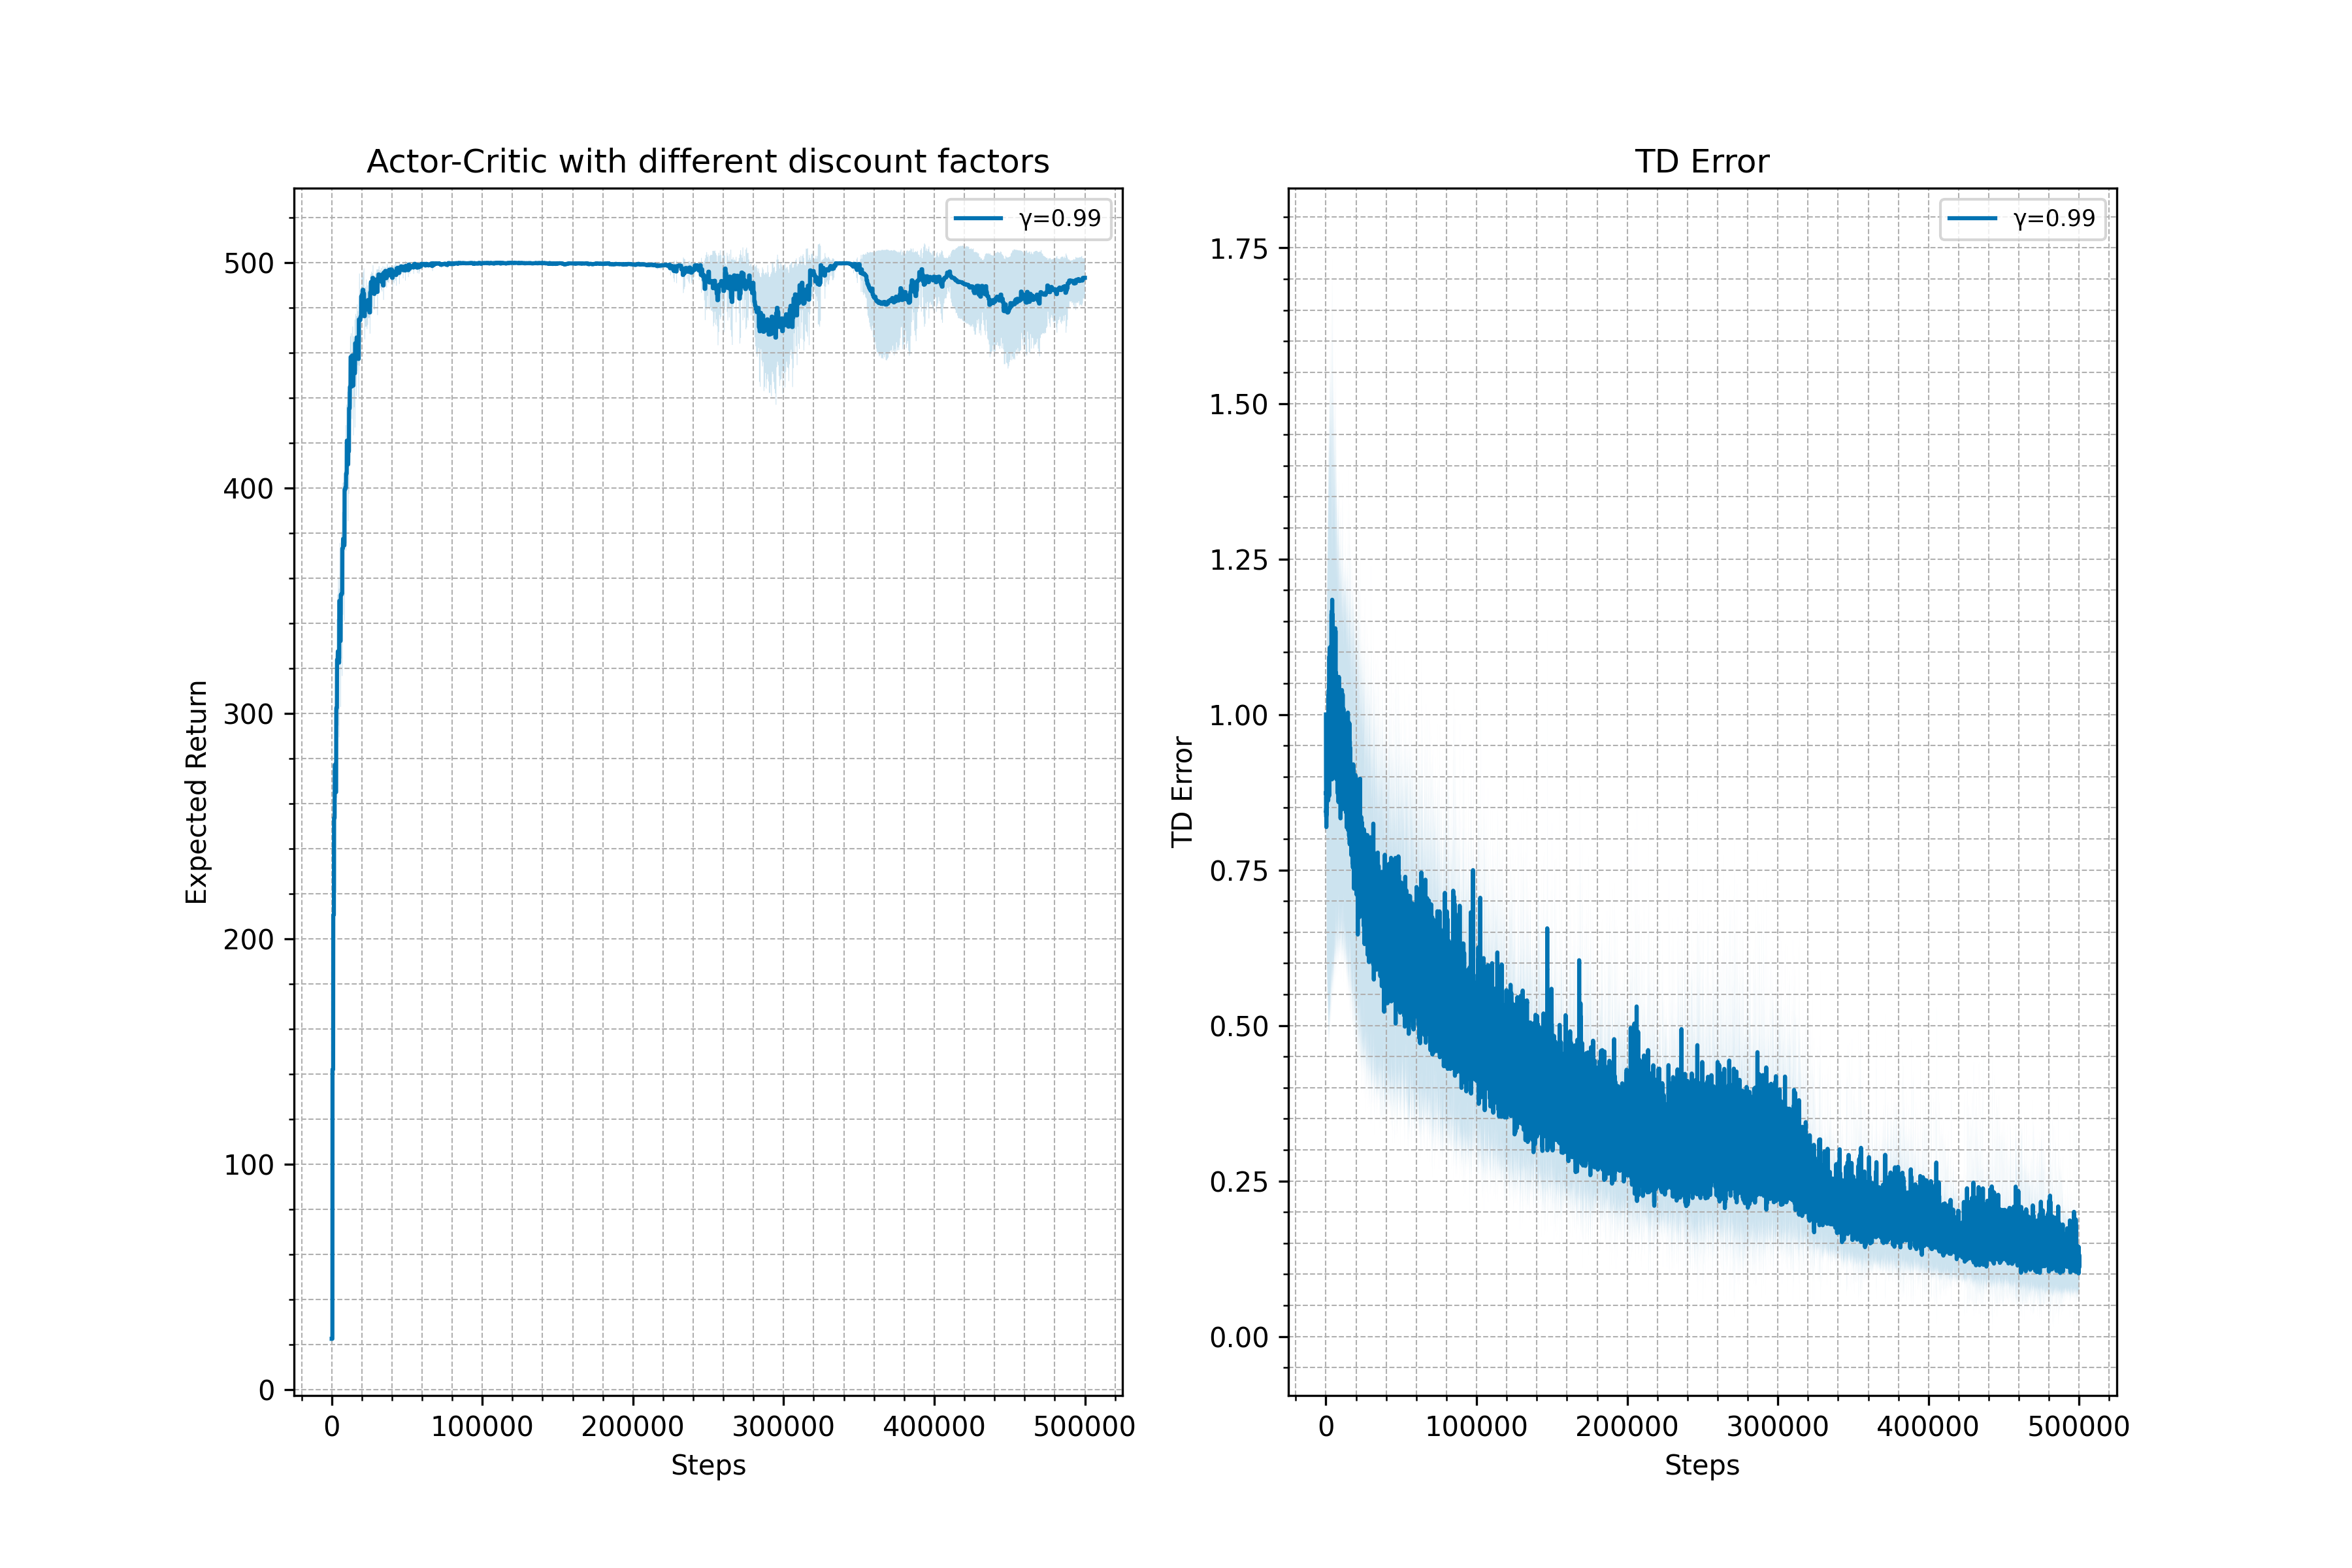 Actor-Critic with different discount factors
γ=0.99
Expected Return
500
400
300
200
100
0
0 100000 200000 300000 400000 500000
Steps
TD Error
γ=0.99
TD Error
1.75
1.50
1.25
1.00
0.75
0.50
0.25
0.00
0 100000 200000 300000 400000 500000
Steps